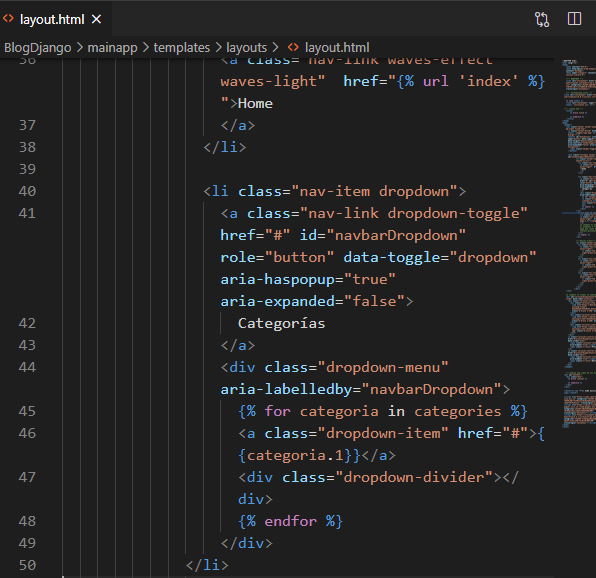 layout.html
BlogDjango > mainapp > templates > layouts > layout.html
36 <a class="nav-link waves-effect
waves-light"  href="{% url 'index' %}
">Home
37 </a>
38 </li>
39
40 <li class="nav-item dropdown">
41 <a class="nav-link dropdown-toggle"
href="#" id="navbarDropdown"
role="button" data-toggle="dropdown"
aria-haspopup="true"
aria-expanded="false">
42 Categorías
43 </a>
44 <div class="dropdown-menu"
aria-labelledby="navbarDropdown">
45 {% for categoria in categories %}
46 <a class="dropdown-item" href="#">{
{categoria.1}}</a>
47 <div class="dropdown-divider"></
div>
48 {% endfor %}
49 </div>
50 </li>